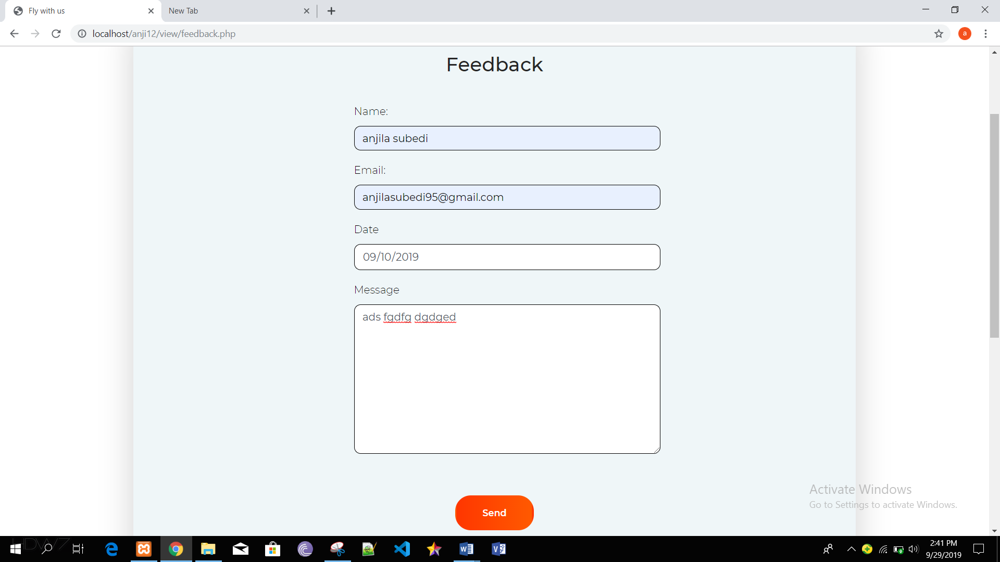 Fly with us
New Tab
localhost/anji12/view/feedback.php
a
Feedback
Name:
anjila subedi
Email:
anjilasubedi95@gmail.com
Date
09/10/2019
Message
ads fgdfg dgdged
Send
Activate Windows
Go to Settings to activate Windows.
HDW7
2:41 PM
9/29/2019